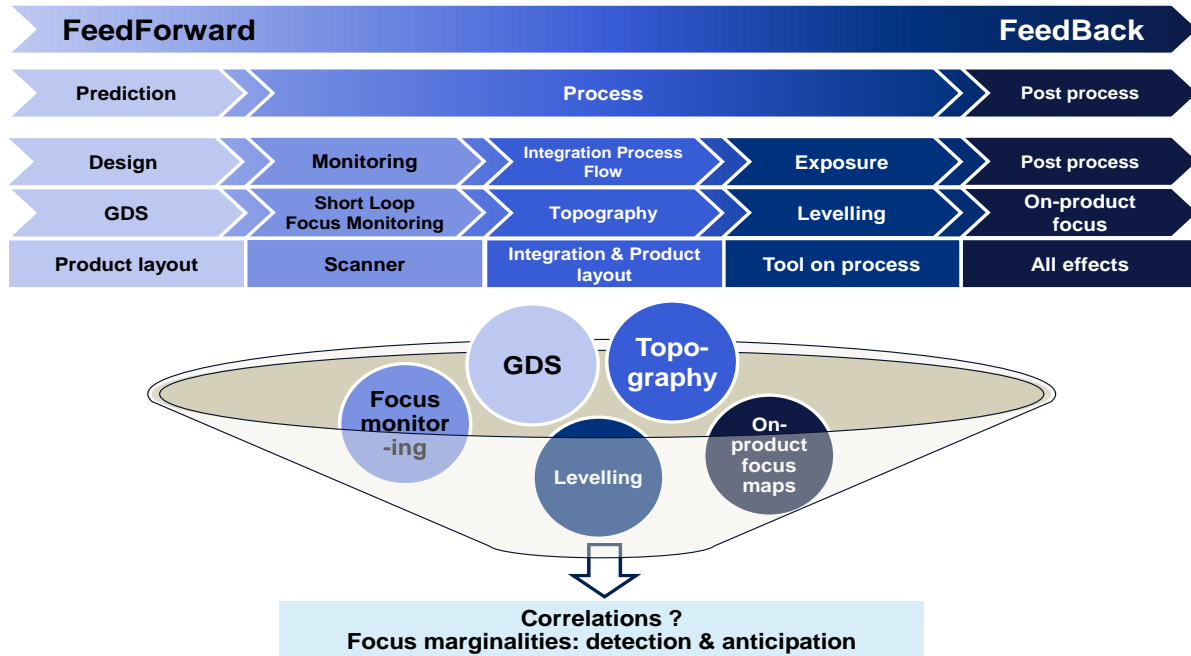 FeedForward FeedBack
Prediction Process Post process
Design Monitoring Integration Process Exposure Post process
Flow
GDS Short Loop Topography Levelling On-product
Focus Monitoring focus
Product layout Scanner Integration & Product Tool on process All effects
layout
GDS
Topo-
graphy
Focus
monitor
-ing
Levelling
On-
product
focus
maps
Correlations ?
Focus marginalities: detection & anticipation